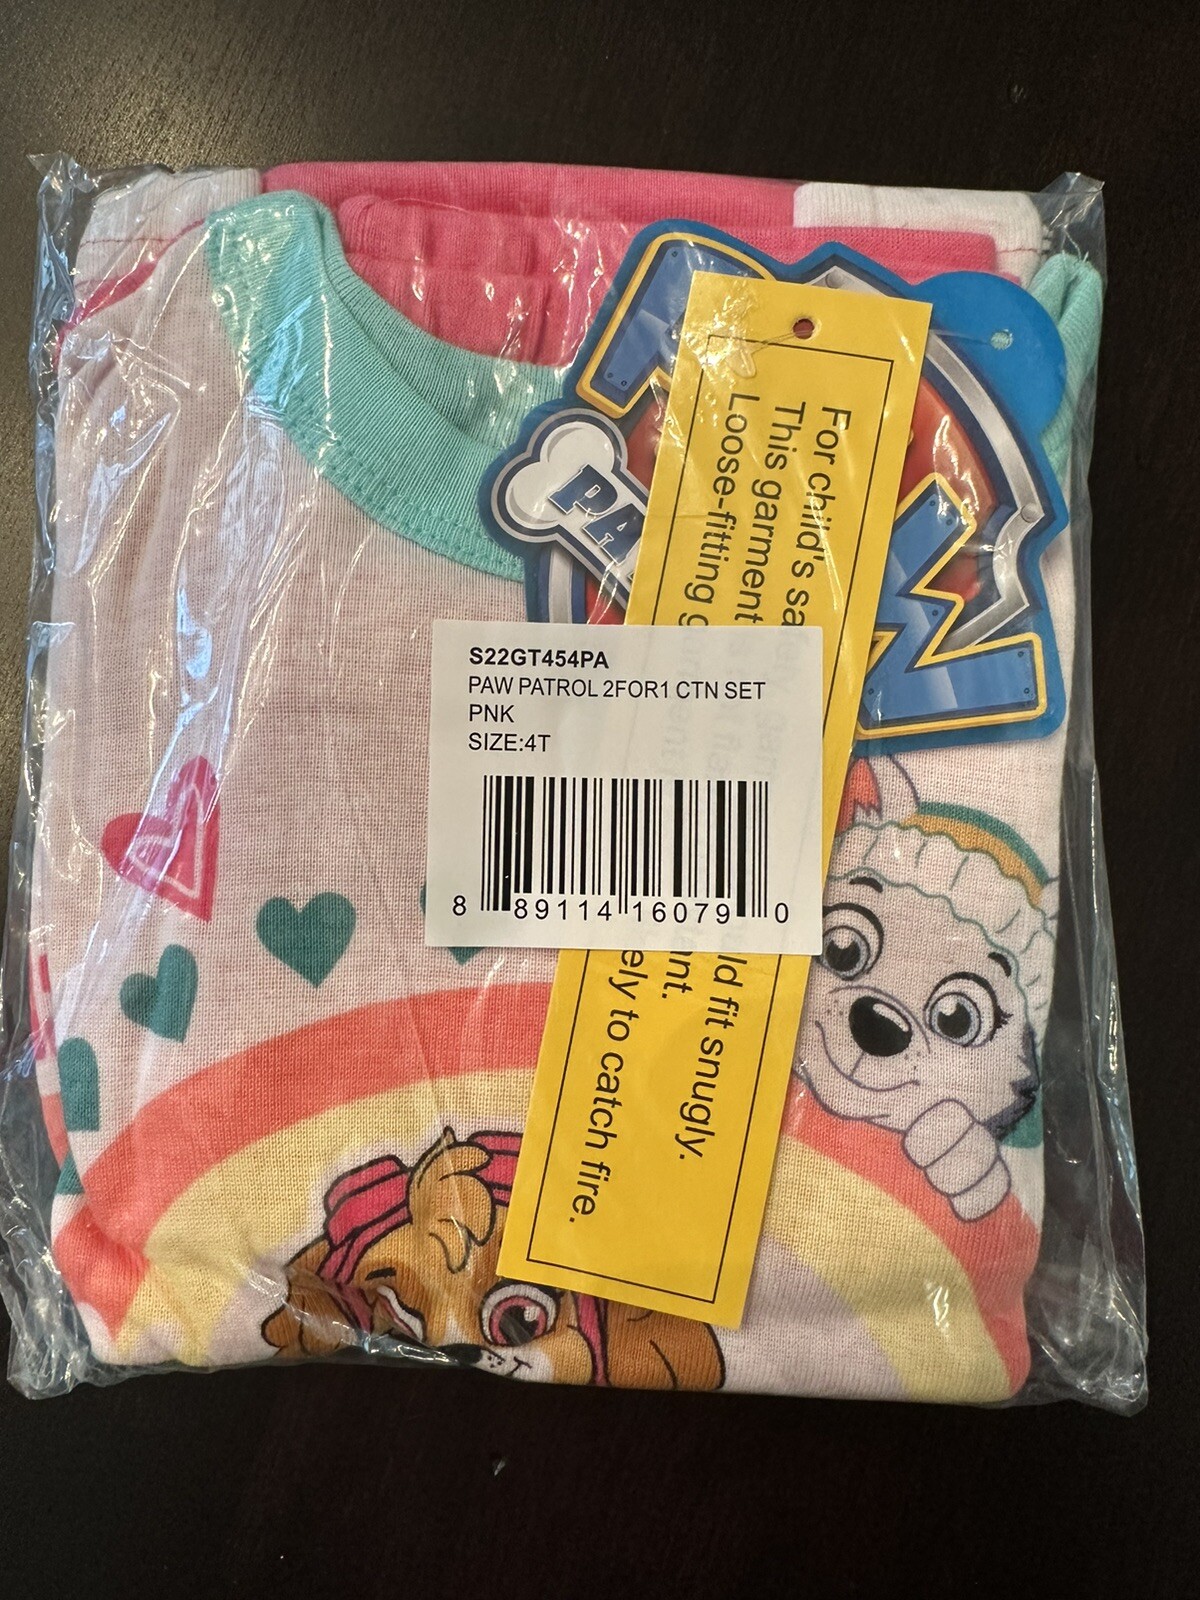 For child's sa
This garment
Loose-fitting
PA
S22GT454PA
PAW PATROL 2FOR1 CTN SET
PNK
SIZE:4T
8 89114 16079 0
ld fit snugly.
ant.
ely to catch fire.